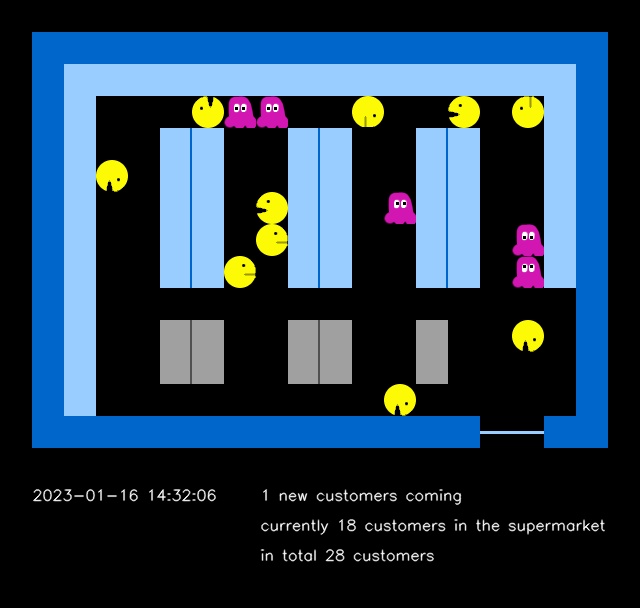 2023-01-16 14:32:06
1 new customers coming
currently 18 customers in the supermarket
in total 28 customers